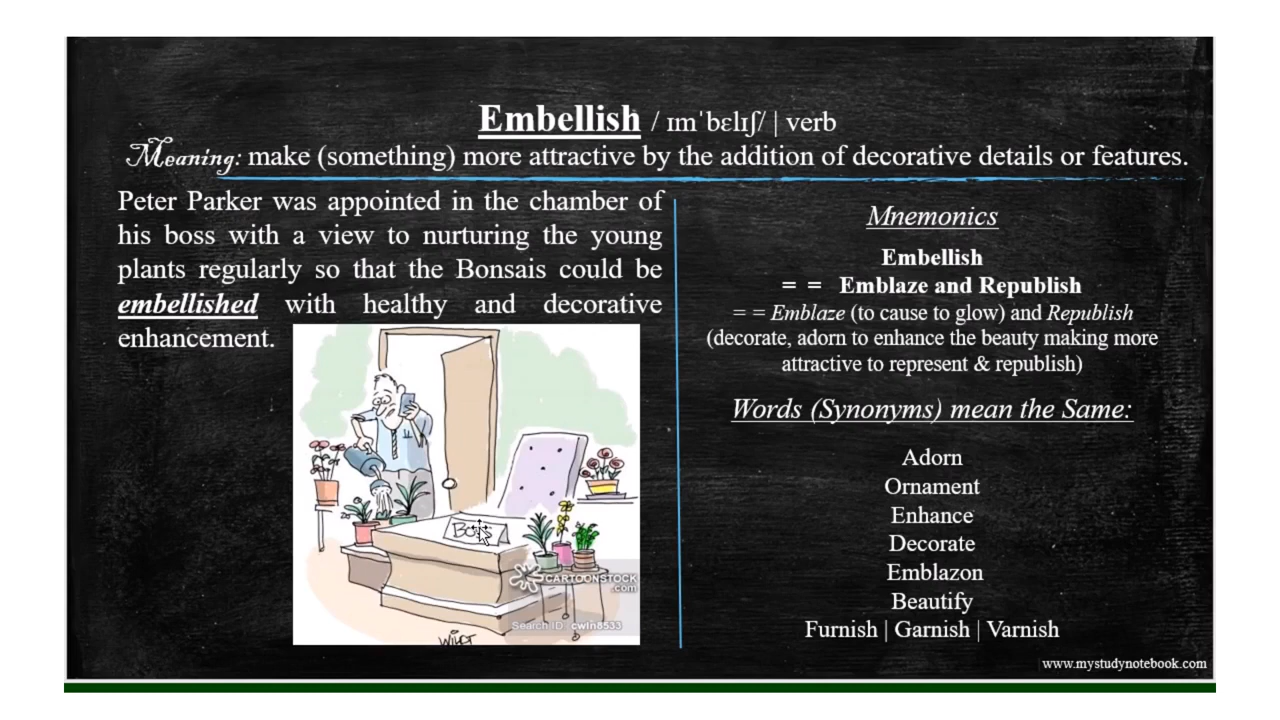 Embellish / ɪmˈbɛlɪʃ/ | verb
Meaning: make (something) more attractive by the addition of decorative details or features.
Peter Parker was appointed in the chamber of
his boss with a view to nurturing the young
plants regularly so that the Bonsais could be
embellished with healthy and decorative
enhancement.
BOSS
CARTOONSTOCK
.com
Search ID: cwln8533
WILBUR
Mnemonics
Embellish
= = Emblaze and Republish
= = Emblaze (to cause to glow) and Republish
(decorate, adorn to enhance the beauty making more
attractive to represent & republish)
Words (Synonyms) mean the Same:
Adorn
Ornament
Enhance
Decorate
Emblazon
Beautify
Furnish | Garnish | Varnish
www.mystudynotebook.com